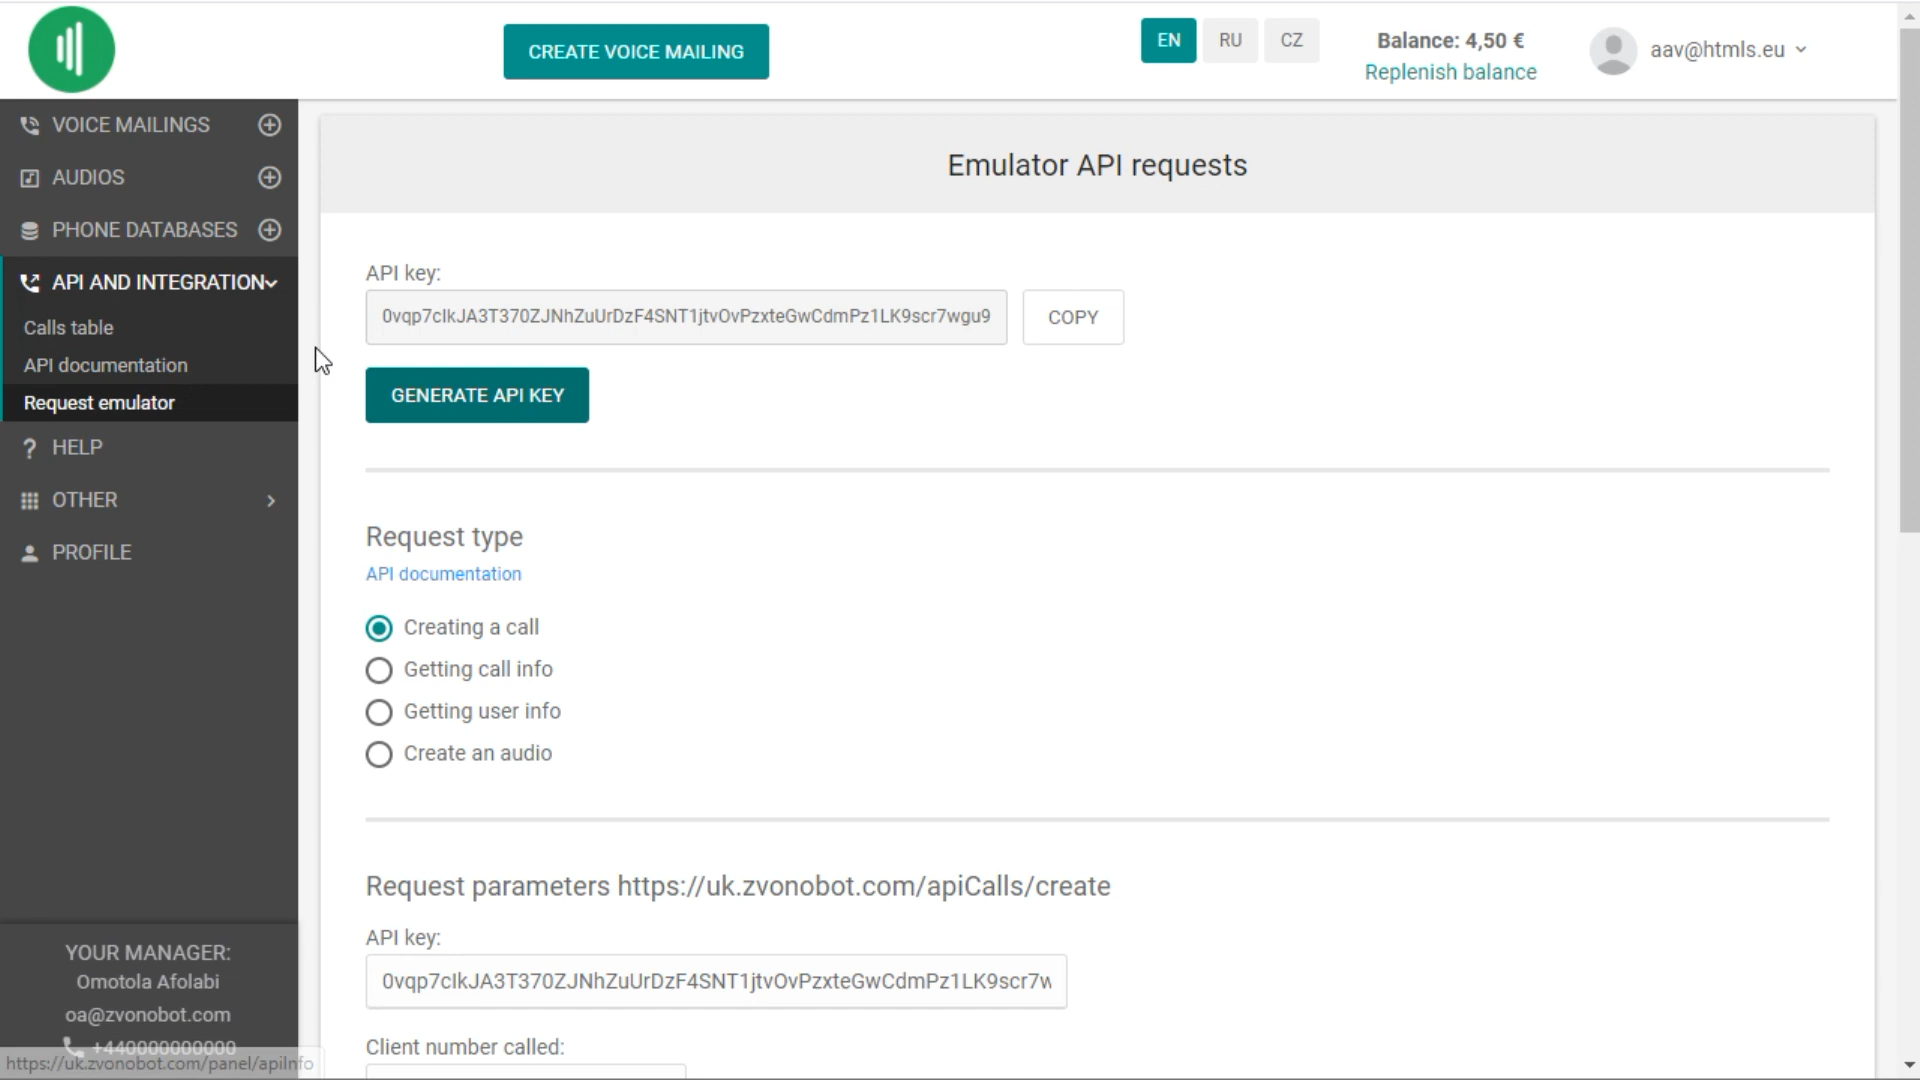 CREATE VOICE MAILING
EN RU CZ
Balance: 4,50 €
Replenish balance
aav@htmls.eu
VOICE MAILINGS
AUDIOS
PHONE DATABASES
API AND INTEGRATION
Calls table
API documentation
Request emulator
HELP
OTHER
PROFILE
YOUR MANAGER:
Omotola Afolabi
oa@zvonobot.com
+440000000000
https://uk.zvonobot.com/panel/apiInfo
Emulator API requests
API key:
0vqp7clkJA3T370ZJNhZuUrDzF4SNT1jtvOvPzxteGwCdmPz1LK9scr7wgu9
COPY
GENERATE API KEY
Request type
API documentation
Creating a call
Getting call info
Getting user info
Create an audio
Request parameters https://uk.zvonobot.com/apiCalls/create
API key:
0vqp7clkJA3T370ZJNhZuUrDzF4SNT1jtvOvPzxteGwCdmPz1LK9scr7w
Client number called: